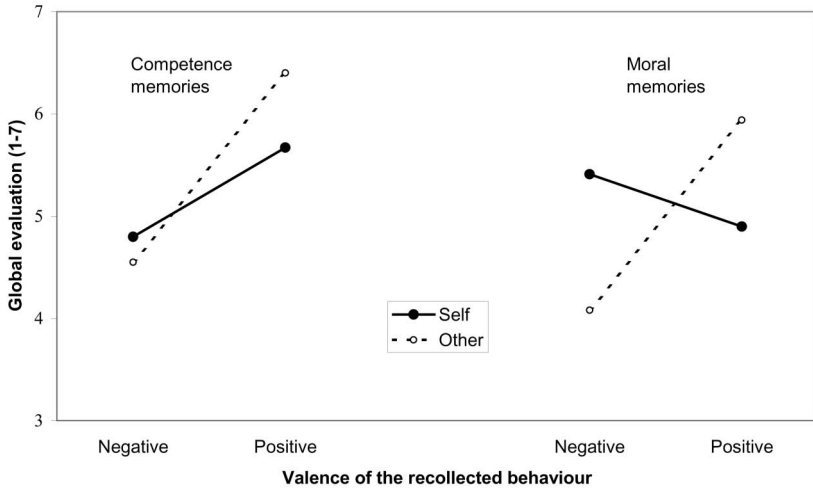 7
Competence
memories
Moral
memories
6
5
4
3
Global evaluation (1-7)
Self
Other
Negative
Positive
Negative
Positive
Valence of the recollected behaviour